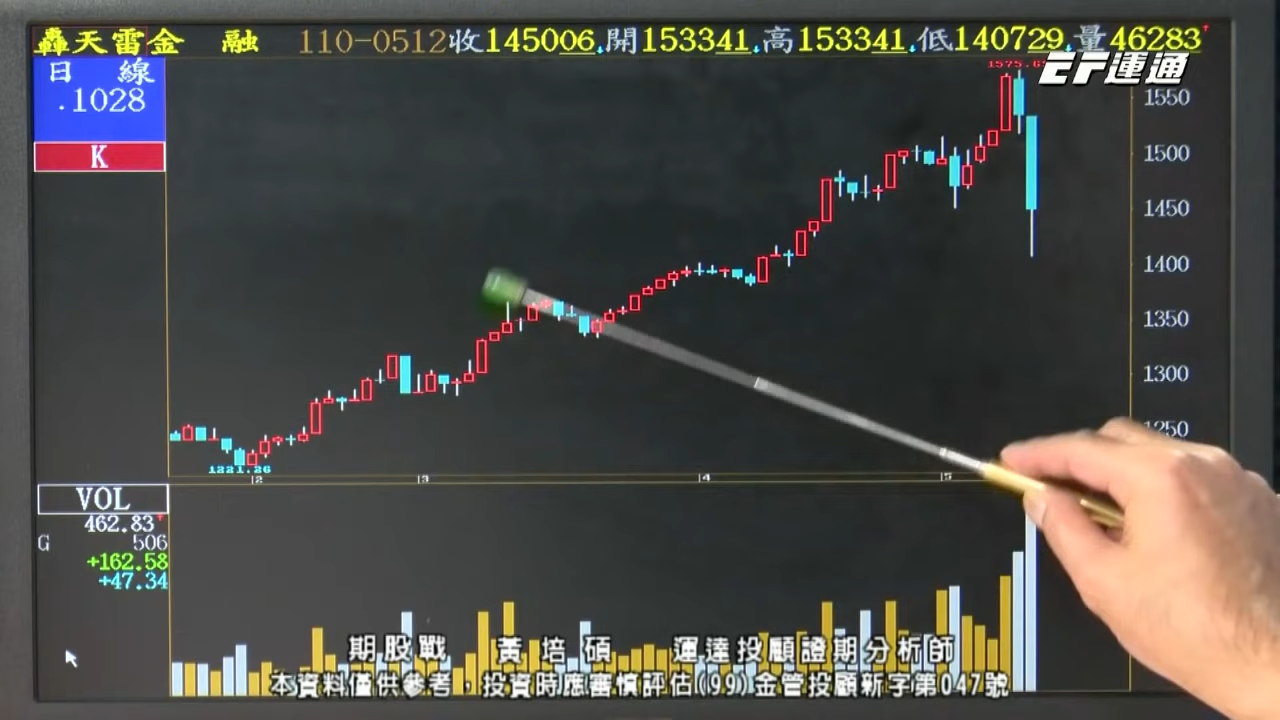 轟天雷金 融 110-0512收145006開153341高153341低140729量46283
日 線
.1028
K
EF運通
1550
1500
1450
1400
1350
1300
1250
1221.26
2 3 4 5
VOL
462.83
G 506
+162.58
+47.34
期股戰 黃培碩 運達投顧證期分析師
本資料僅供參考，投資時應審慎評估(99)金管投顧新字第047號